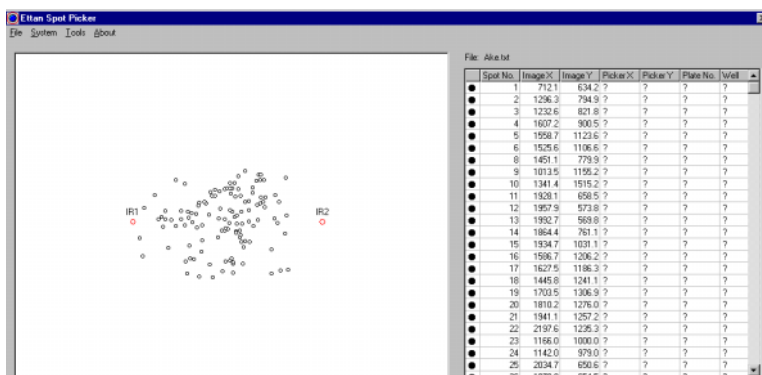 Ettan Spot Picker
File System Tools About
File: Ake.txt
Spot No. Image X Image Y Picker X Picker Y Plate No. Well
1 712.1 634.2 ? ? ? ?
2 1296.3 794.9 ? ? ? ?
3 1232.6 821.8 ? ? ? ?
4 1607.2 900.5 ? ? ? ?
5 1558.7 1123.6 ? ? ? ?
6 1525.6 1106.6 ? ? ? ?
8 1451.1 779.9 ? ? ? ?
9 1013.5 1155.2 ? ? ? ?
10 1341.4 1515.2 ? ? ? ?
11 1928.1 658.5 ? ? ? ?
12 1957.9 573.8 ? ? ? ?
13 1992.7 569.8 ? ? ? ?
14 1864.4 761.1 ? ? ? ?
15 1934.7 1031.1 ? ? ? ?
16 1586.7 1206.2 ? ? ? ?
17 1627.5 1186.3 ? ? ? ?
18 1445.8 1241.1 ? ? ? ?
19 1703.5 1306.9 ? ? ? ?
20 1810.2 1276.0 ? ? ? ?
21 1941.1 1257.2 ? ? ? ?
22 2197.6 1235.3 ? ? ? ?
23 1166.0 1000.0 ? ? ? ?
24 1142.0 979.0 ? ? ? ?
25 2034.7 650.6 ? ? ? ?
IR1 IR2